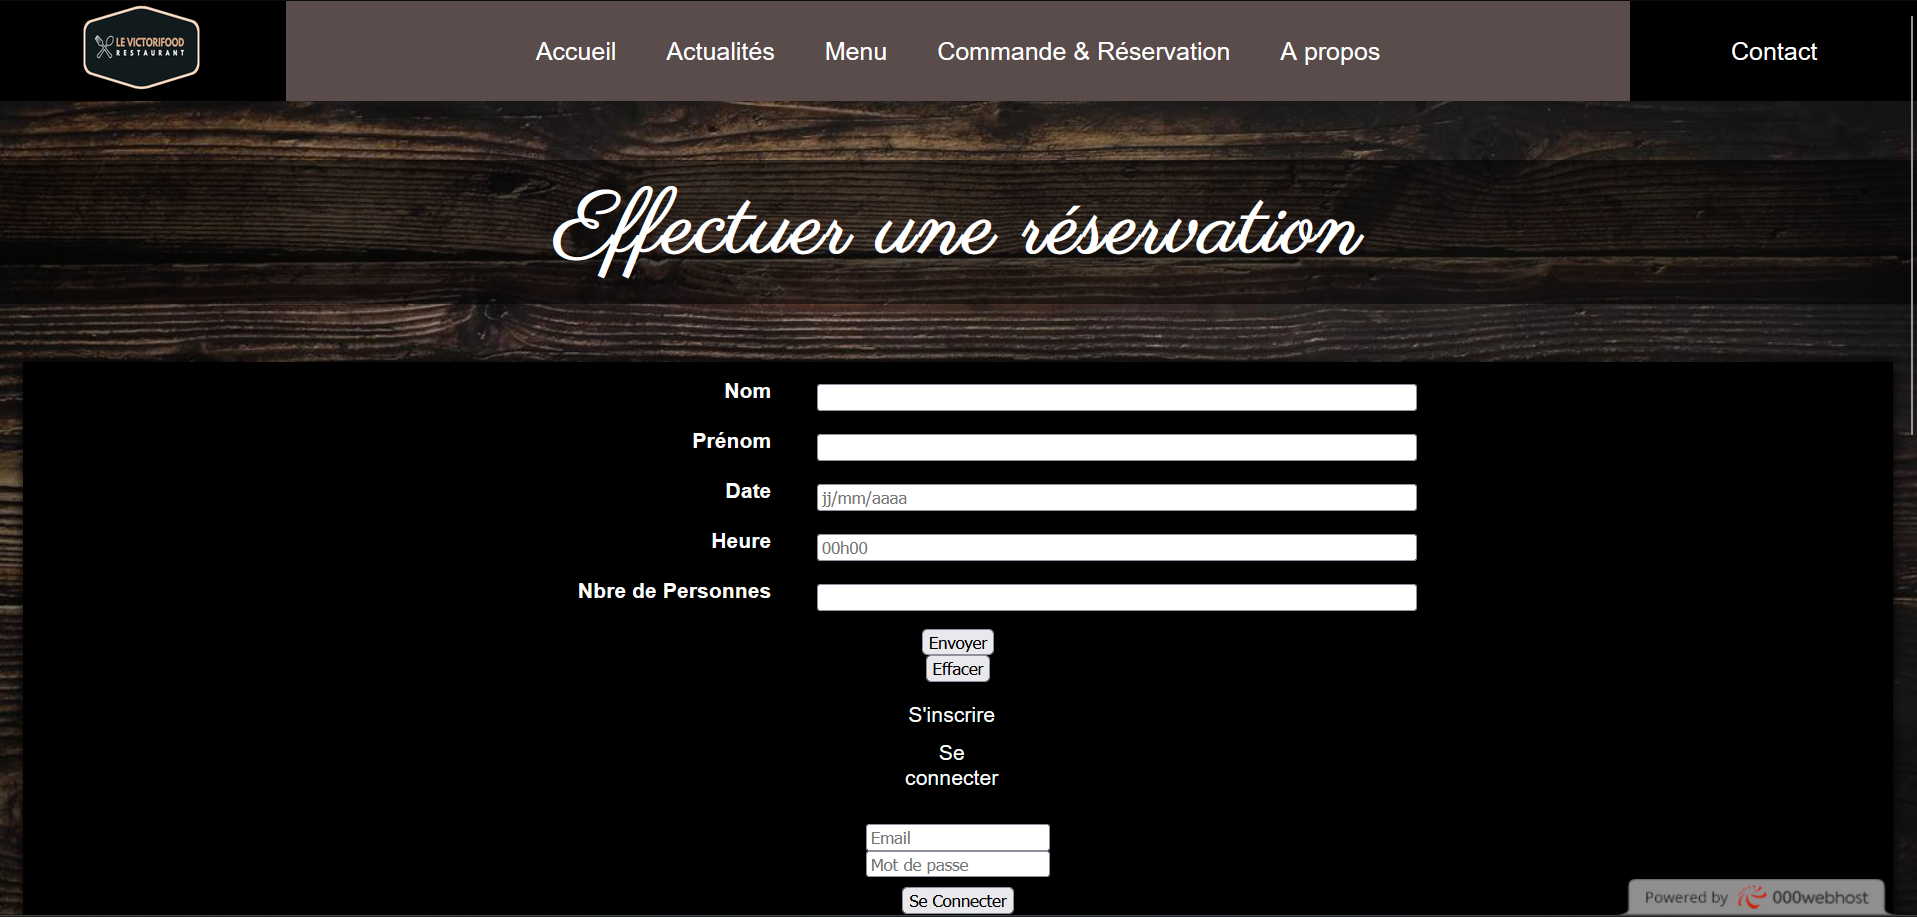 LE VICTORIFOOD
RESTAURANT
Accueil Actualités Menu Commande & Réservation A propos Contact
Effectuer une réservation
Nom
Prénom
Date jj/mm/aaaa
Heure 00h00
Nbre de Personnes
Envoyer
Effacer
S'inscrire
Se
connecter
Email
Mot de passe
Se Connecter
Powered by 000webhost